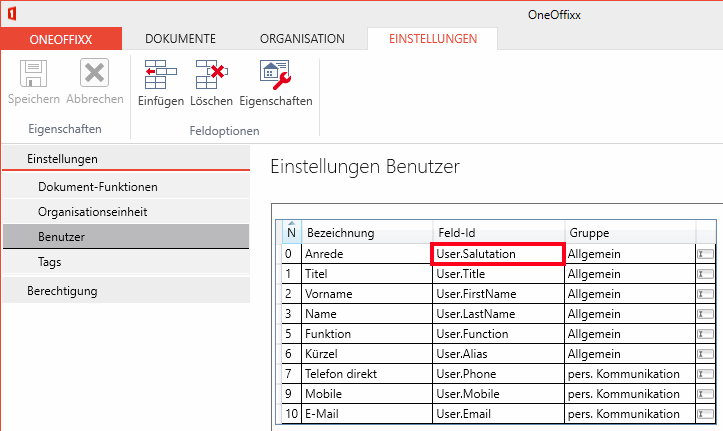 OneOffixx
ONEOFFIXX DOKUMENTE ORGANISATION EINSTELLUNGEN
Speichern Abbrechen Einfügen Löschen Eigenschaften
Eigenschaften Feldoptionen
Einstellungen
Dokument-Funktionen
Organisationseinheit
Benutzer
Tags
Berechtigung
Einstellungen Benutzer
N Bezeichnung Feld-Id Gruppe
0 Anrede User.Salutation Allgemein
1 Titel User.Title Allgemein
2 Vorname User.FirstName Allgemein
3 Name User.LastName Allgemein
5 Funktion User.Function Allgemein
6 Kürzel User.Alias Allgemein
7 Telefon direkt User.Phone pers. Kommunikation
9 Mobile User.Mobile pers. Kommunikation
10 E-Mail User.Email pers. Kommunikation